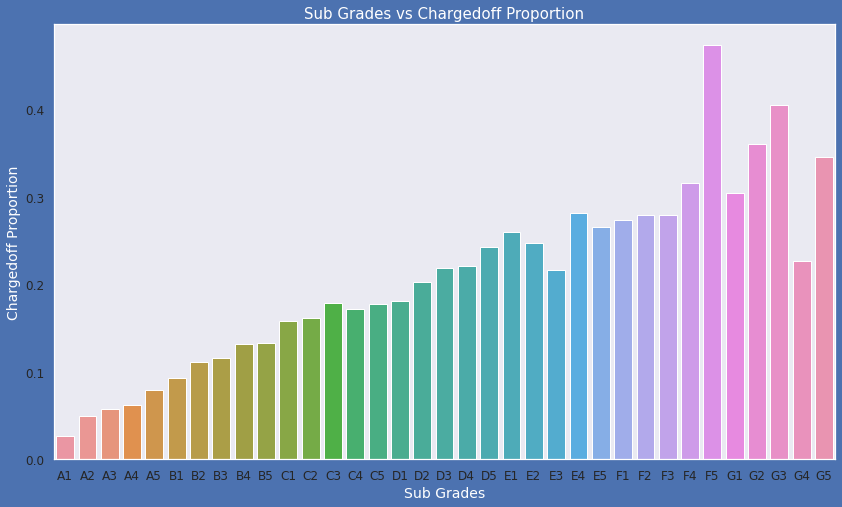 Sub Grades vs Chargedoff Proportion
Chargedoff Proportion
0.4
0.3
0.2
0.1
0.0
A1 A2 A3 A4 A5 B1 B2 B3 B4 B5 C1 C2 C3 C4 C5 D1 D2 D3 D4 D5 E1 E2 E3 E4 E5 F1 F2 F3 F4 F5 G1 G2 G3 G4 G5
Sub Grades